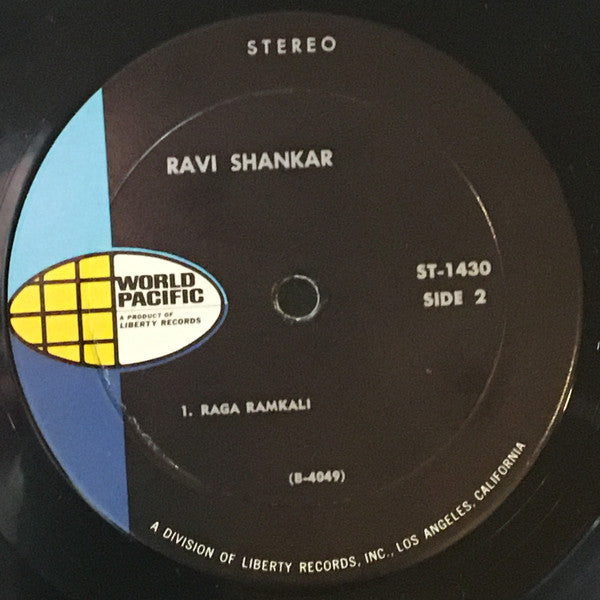 STEREO
RAVI SHANKAR
ST-1430
SIDE 2
WORLD
PACIFIC
A PRODUCT OF
LIBERTY RECORDS
1. RAGA RAMKALI
(B-4049)
A DIVISION OF LIBERTY RECORDS, INC., LOS ANGELES, CALIFORNIA